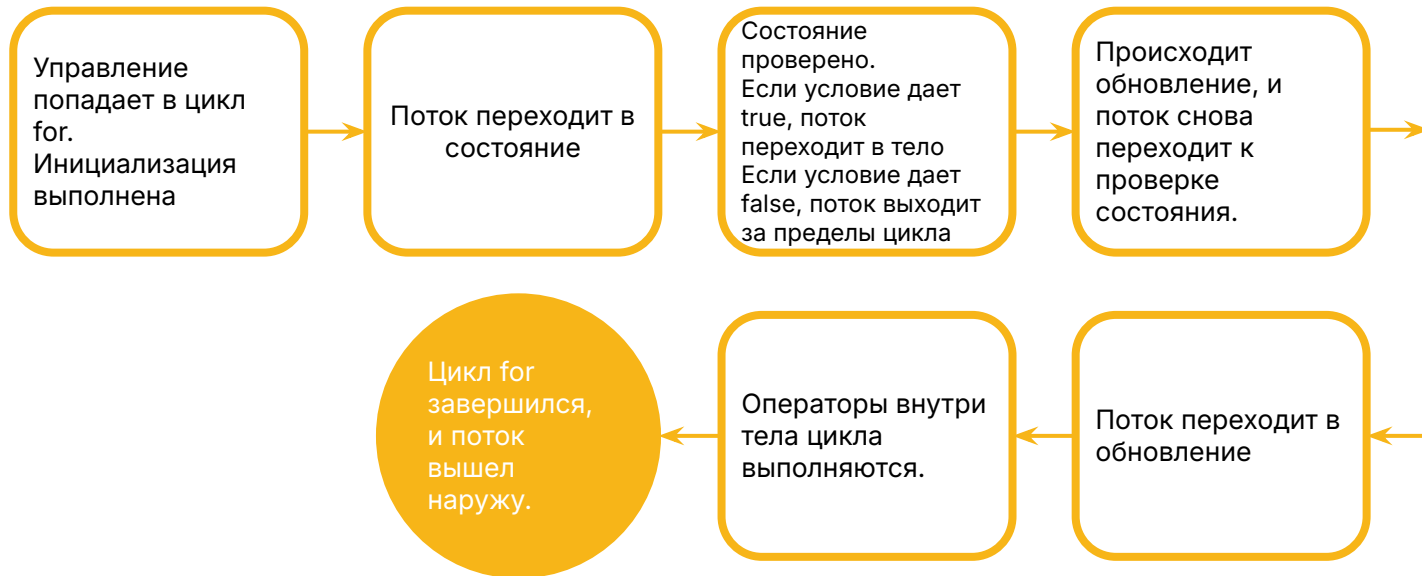 Управление
попадает в цикл
for.
Инициализация
выполнена
Поток переходит в
состояние
Состояние
проверено.
Если условие дает
true, поток
переходит в тело
Если условие дает
false, поток выходит
за пределы цикла
Происходит
обновление, и
поток снова
переходит к
проверке
состояния.
Цикл for
завершился,
и поток
вышел
наружу.
Операторы внутри
тела цикла
выполняются.
Поток переходит в
обновление